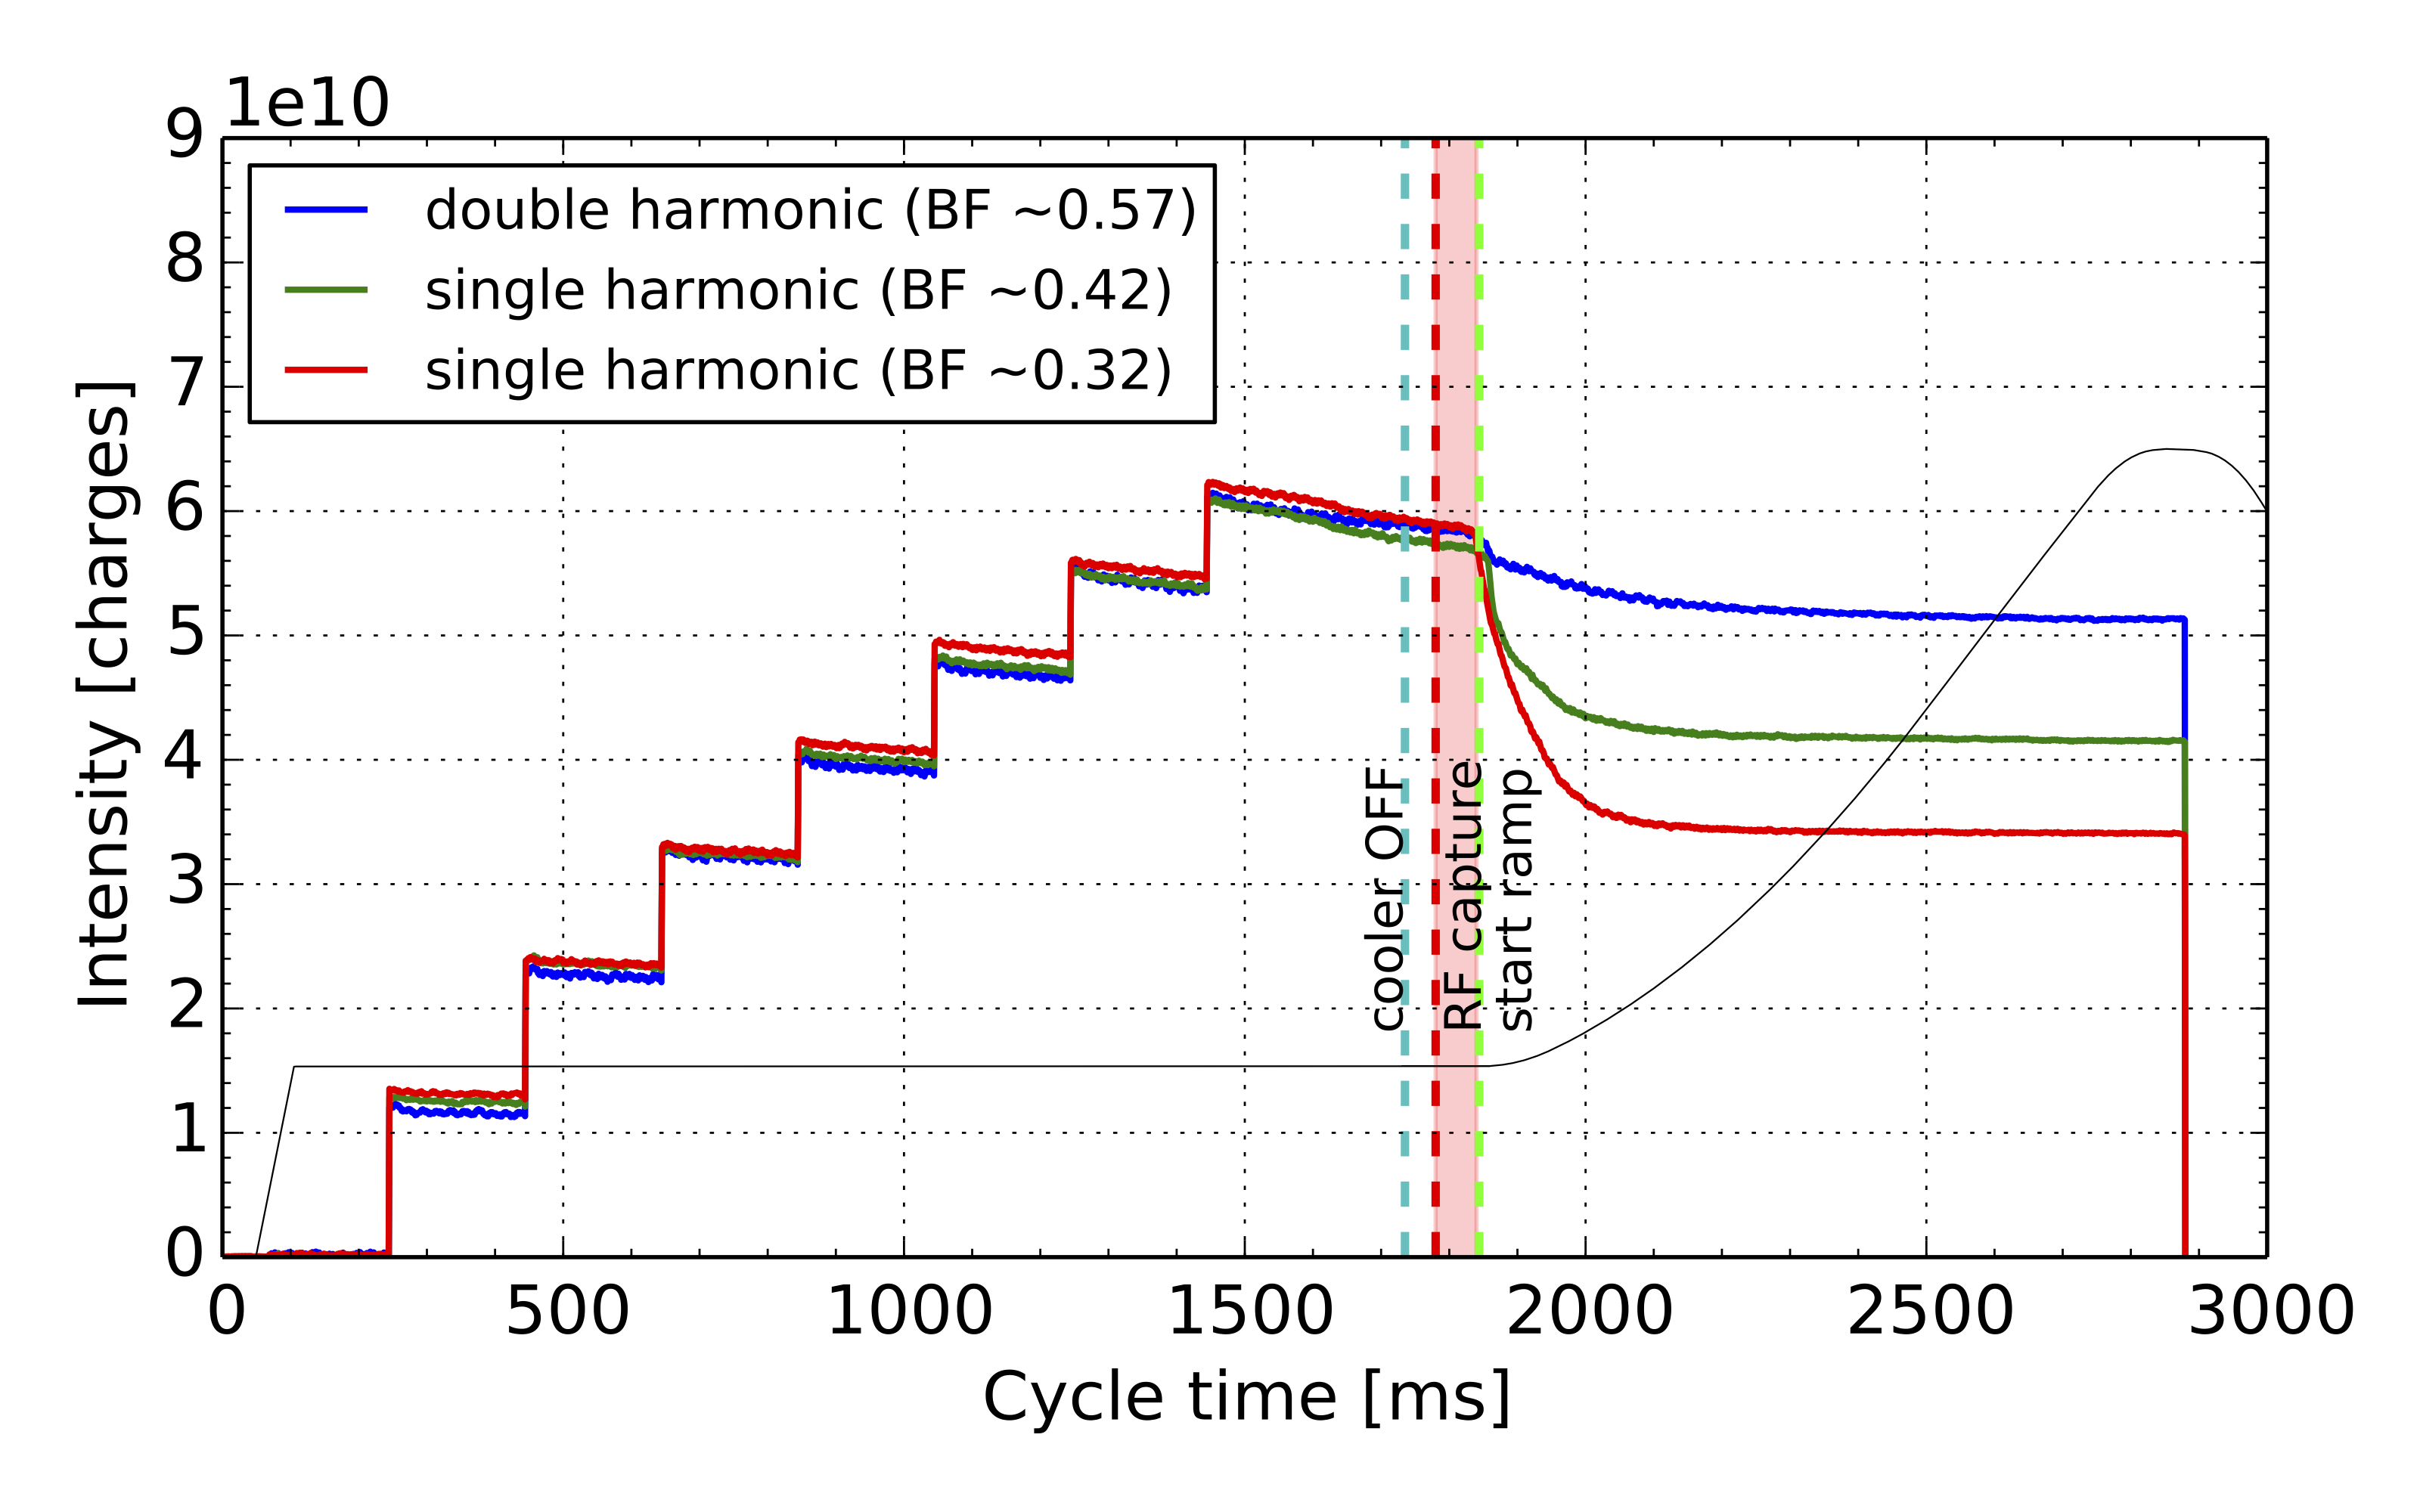 1e10
9
8
7
6
5
4
3
2
1
0
Intensity [charges]
double harmonic (BF ~0.57)
single harmonic (BF ~0.42)
single harmonic (BF ~0.32)
cooler OFF
RF capture
start ramp
0 500 1000 1500 2000 2500 3000
Cycle time [ms]